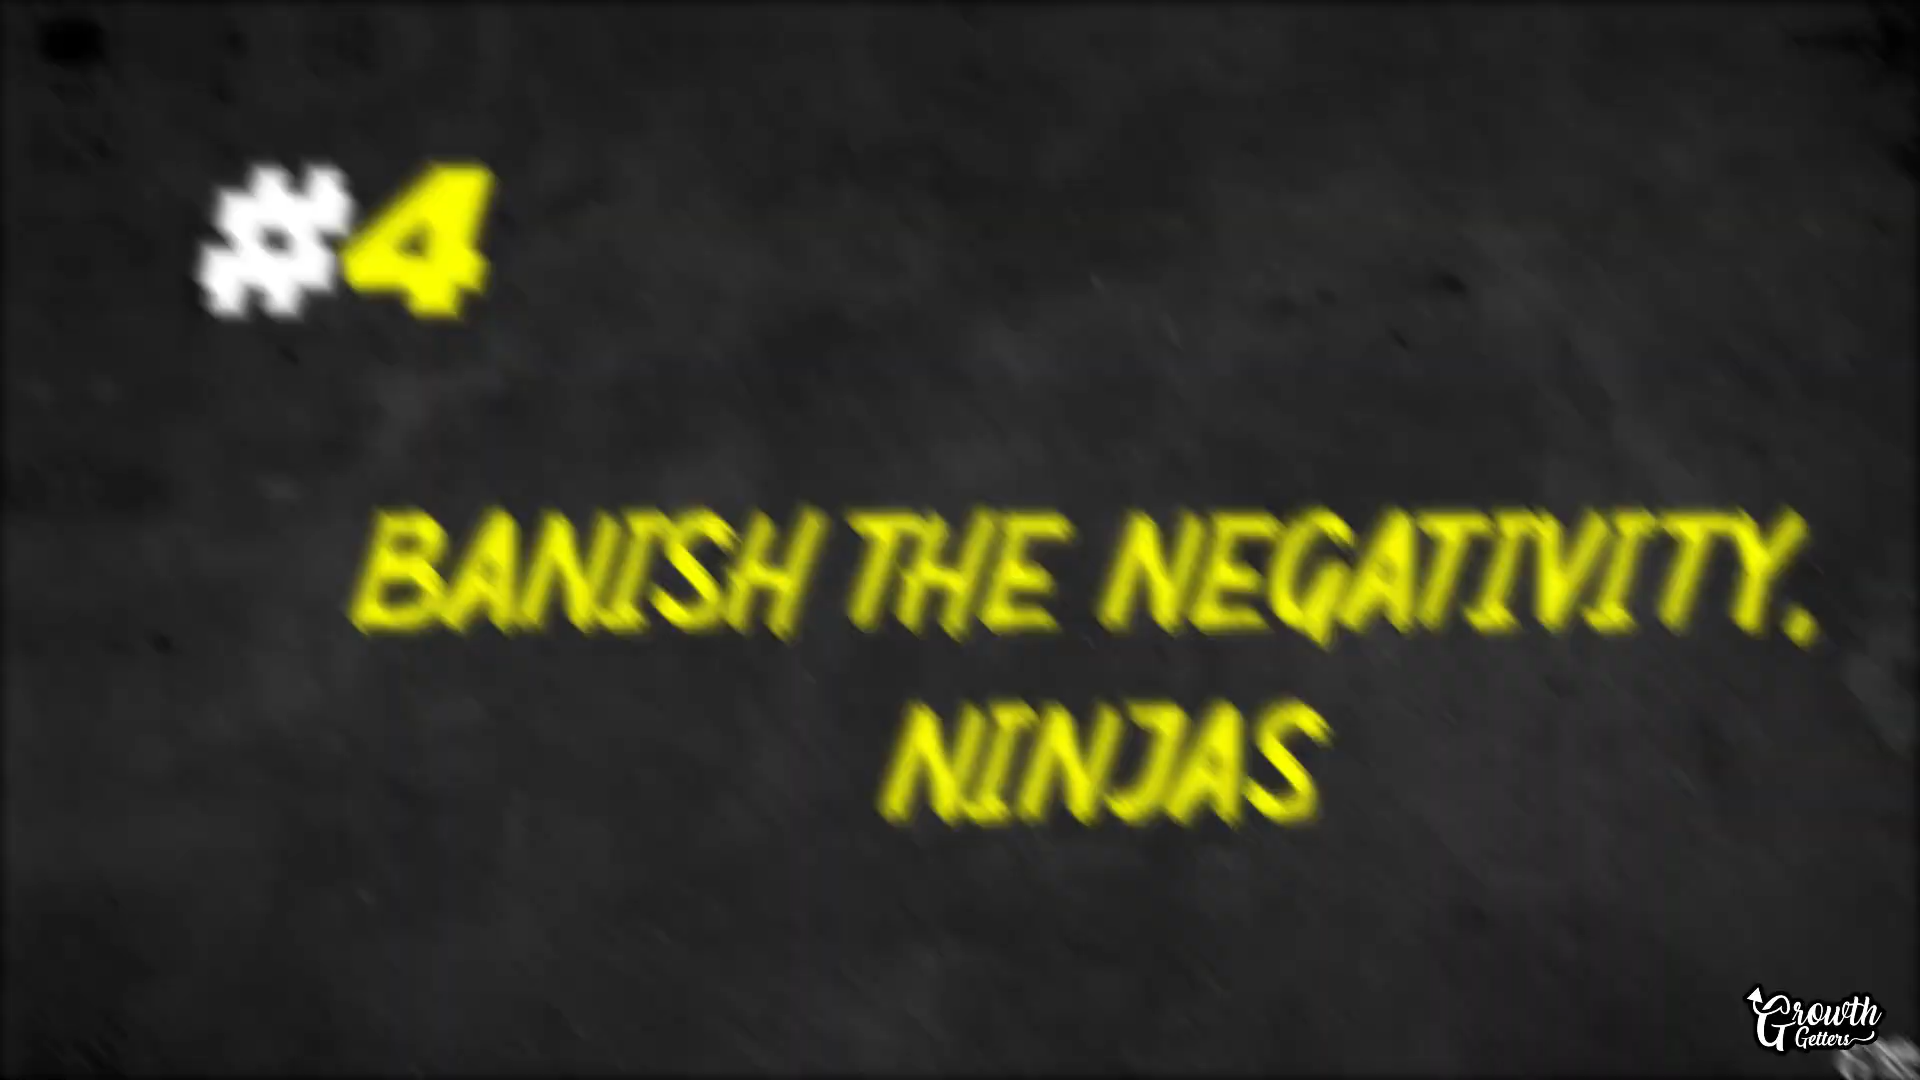 #4
BANISH THE NEGATIVITY.
NINJAS
Growth
Getters